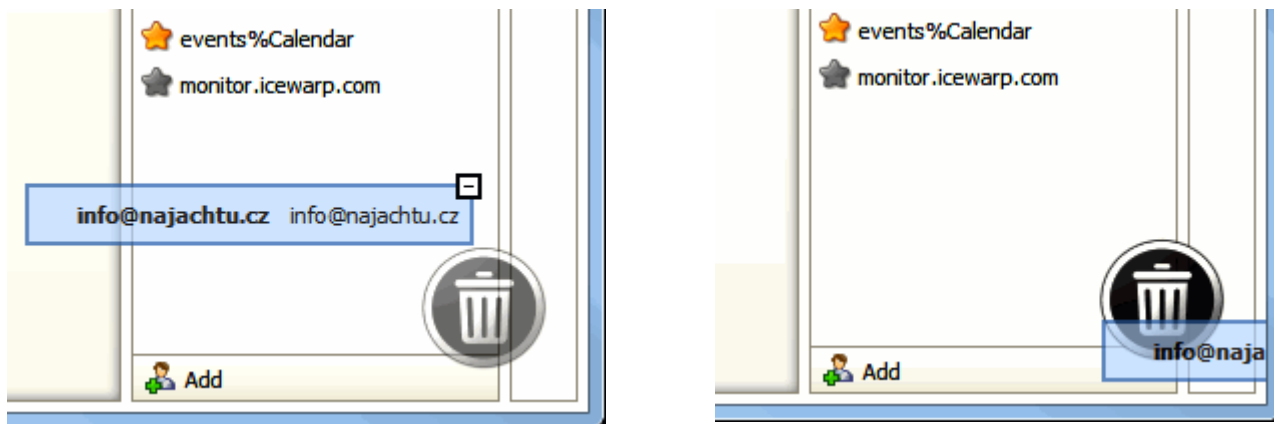 events%Calendar
monitor.icewarp.com
info@najachtu.cz info@najachtu.cz
Add
events%Calendar
monitor.icewarp.com
info@naja
Add